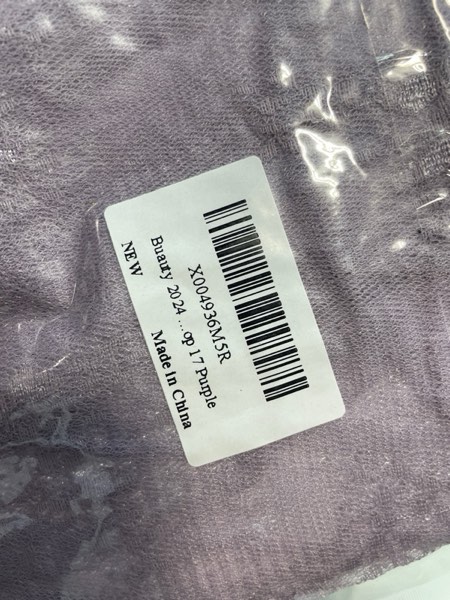 X004936M5R
Buauty 2024 ...op 17 Purple
NEW
Made in China